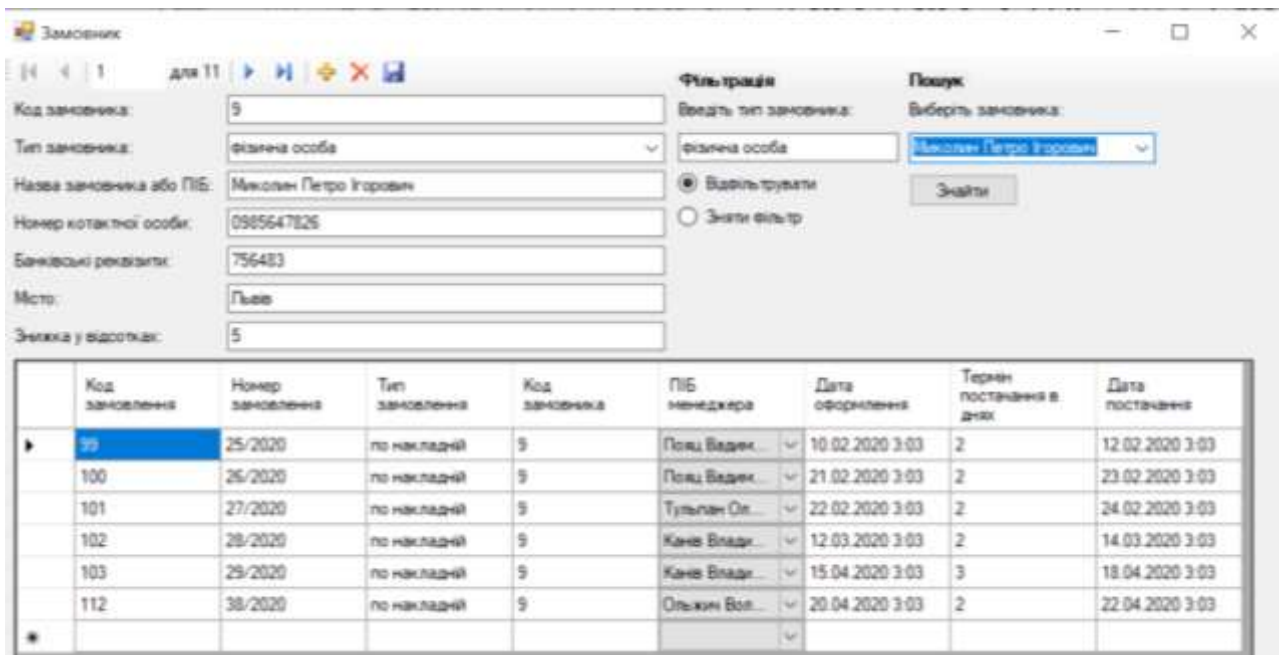 Замовник
1 для 11
Фільтрація Пошук
Код замовника: 9 Введіть тип замовника: Виберіть замовника:
Тип замовника: фізична особа фізична особа Миколин Петро Ігорович
Назва замовника або ПІБ: Миколин Петро Ігорович Відфільтрувати Знайти
Номер котактної особи: 0985647826 Зняти фільтр
Банківські реквізити: 756483
Місто: Львів
Знижка у відсотках: 5
Код замовлення Номер замовлення Тип замовлення Код замовника ПІБ менеджера Дата оформлення Термін постачання в днях Дата постачання
99 25/2020 по накладній 9 Пояц Вадим... 10.02.2020 3:03 2 12.02.2020 3:03
100 26/2020 по накладній 9 Пояц Вадим... 21.02.2020 3:03 2 23.02.2020 3:03
101 27/2020 по накладній 9 Тульпан Ол... 22.02.2020 3:03 2 24.02.2020 3:03
102 28/2020 по накладній 9 Канів Влади... 12.03.2020 3:03 2 14.03.2020 3:03
103 29/2020 по накладній 9 Канів Влади... 15.04.2020 3:03 3 18.04.2020 3:03
112 38/2020 по накладній 9 Ольжич Вол... 20.04.2020 3:03 2 22.04.2020 3:03